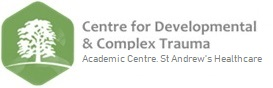 Centre for Developmental
& Complex Trauma
Academic Centre, St Andrew's Healthcare